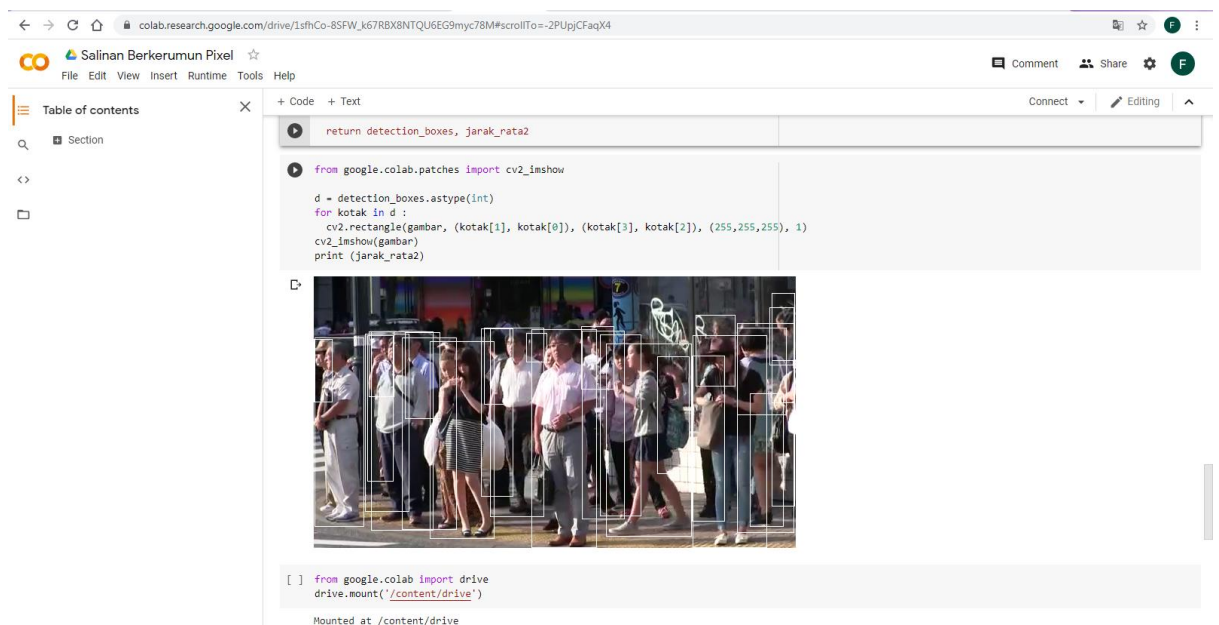 colab.research.google.com/drive/1sfhCo-8SFW_k67RBX8NTQU6EG9myc78M#scrollTo=-2PUpjCFaqX4
F
CO
Salinan Berkerumun Pixel
File Edit View Insert Runtime Tools Help
Comment
Share
F
Table of contents
Section
+ Code + Text
Connect
Editing
return detection_boxes, jarak_rata2
from google.colab.patches import cv2_imshow
d = detection_boxes.astype(int)
for kotak in d :
cv2.rectangle(gambar, (kotak[1], kotak[0]), (kotak[3], kotak[2]), (255,255,255), 1)
cv2_imshow(gambar)
print (jarak_rata2)
7
[ ] from google.colab import drive
drive.mount('/content/drive')
Mounted at /content/drive